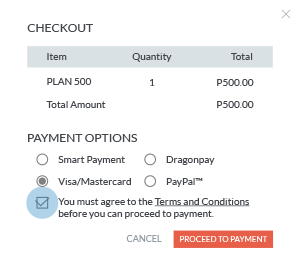 CHECKOUT
Item Quantity Total
PLAN 500 1 P500.00
Total Amount P500.00
PAYMENT OPTIONS
Smart Payment Dragonpay
Visa/Mastercard PayPal™
You must agree to the Terms and Conditions
before you can proceed to payment.
CANCEL PROCEED TO PAYMENT